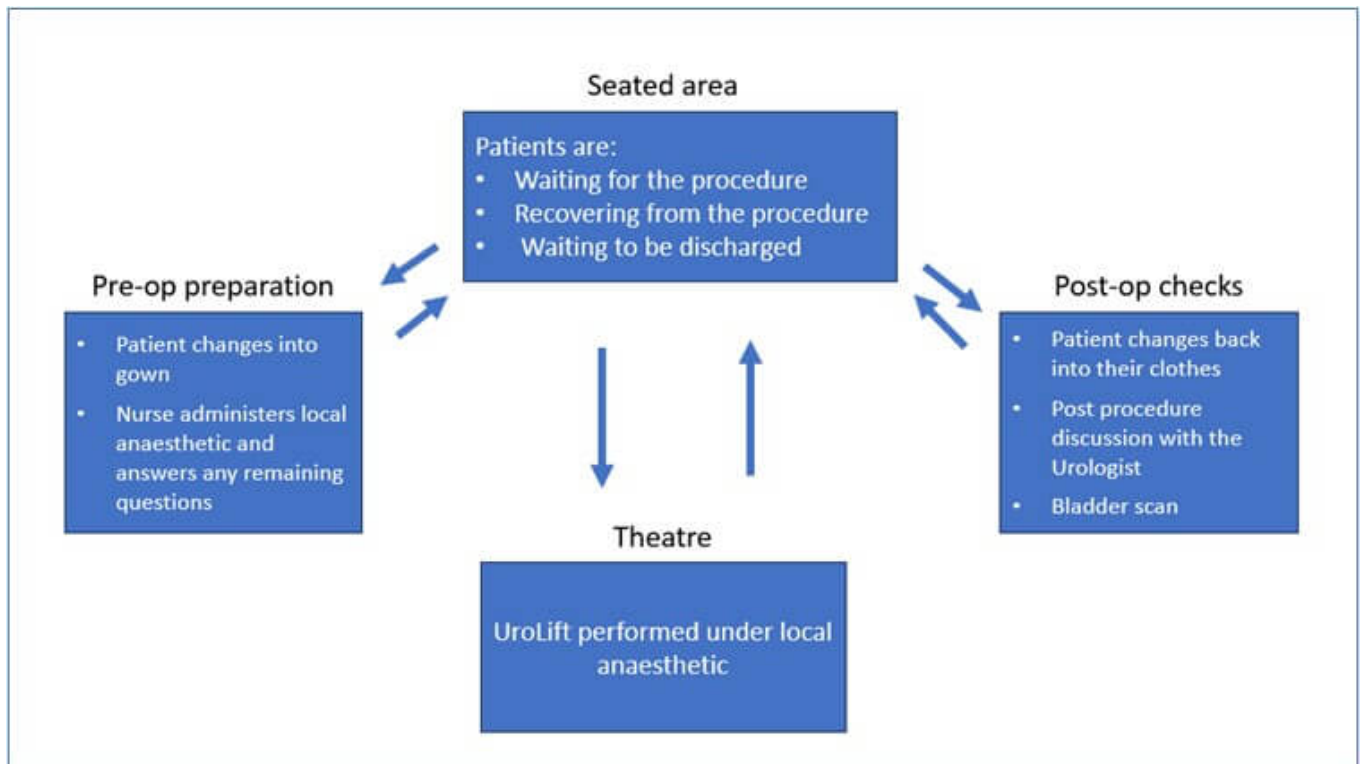 Seated area
Patients are:
• Waiting for the procedure
• Recovering from the procedure
• Waiting to be discharged
Pre-op preparation
• Patient changes into
gown
• Nurse administers local
anaesthetic and
answers any remaining
questions
Post-op checks
• Patient changes back
into their clothes
• Post procedure
discussion with the
Urologist
• Bladder scan
Theatre
UroLift performed under local
anaesthetic